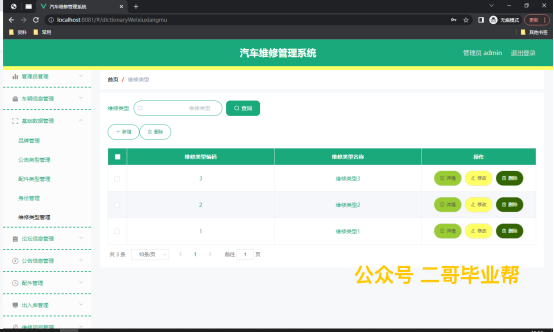 汽车维修管理系统
localhost:8081/#/dictionaryWeixiuxiangmu
无痕模式
更新
资料
常用
其他书签
汽车维修管理系统
管理员 admin
退出登录
管理员管理
车辆信息管理
基础数据管理
品牌管理
公告类型管理
配件类型管理
身份管理
维修类型管理
论坛信息管理
公告信息管理
配件管理
出入库管理
维修项目管理
首页 / 维修类型
维修类型
维修类型
查询
+ 新增
删除
维修类型编码 维修类型名称 操作
3 维修类型3 详情 修改 删除
2 维修类型2 详情 修改 删除
1 维修类型1 详情 修改 删除
共 3 条 10条/页 < 1 > 前往 1 页
公众号 二哥毕业帮